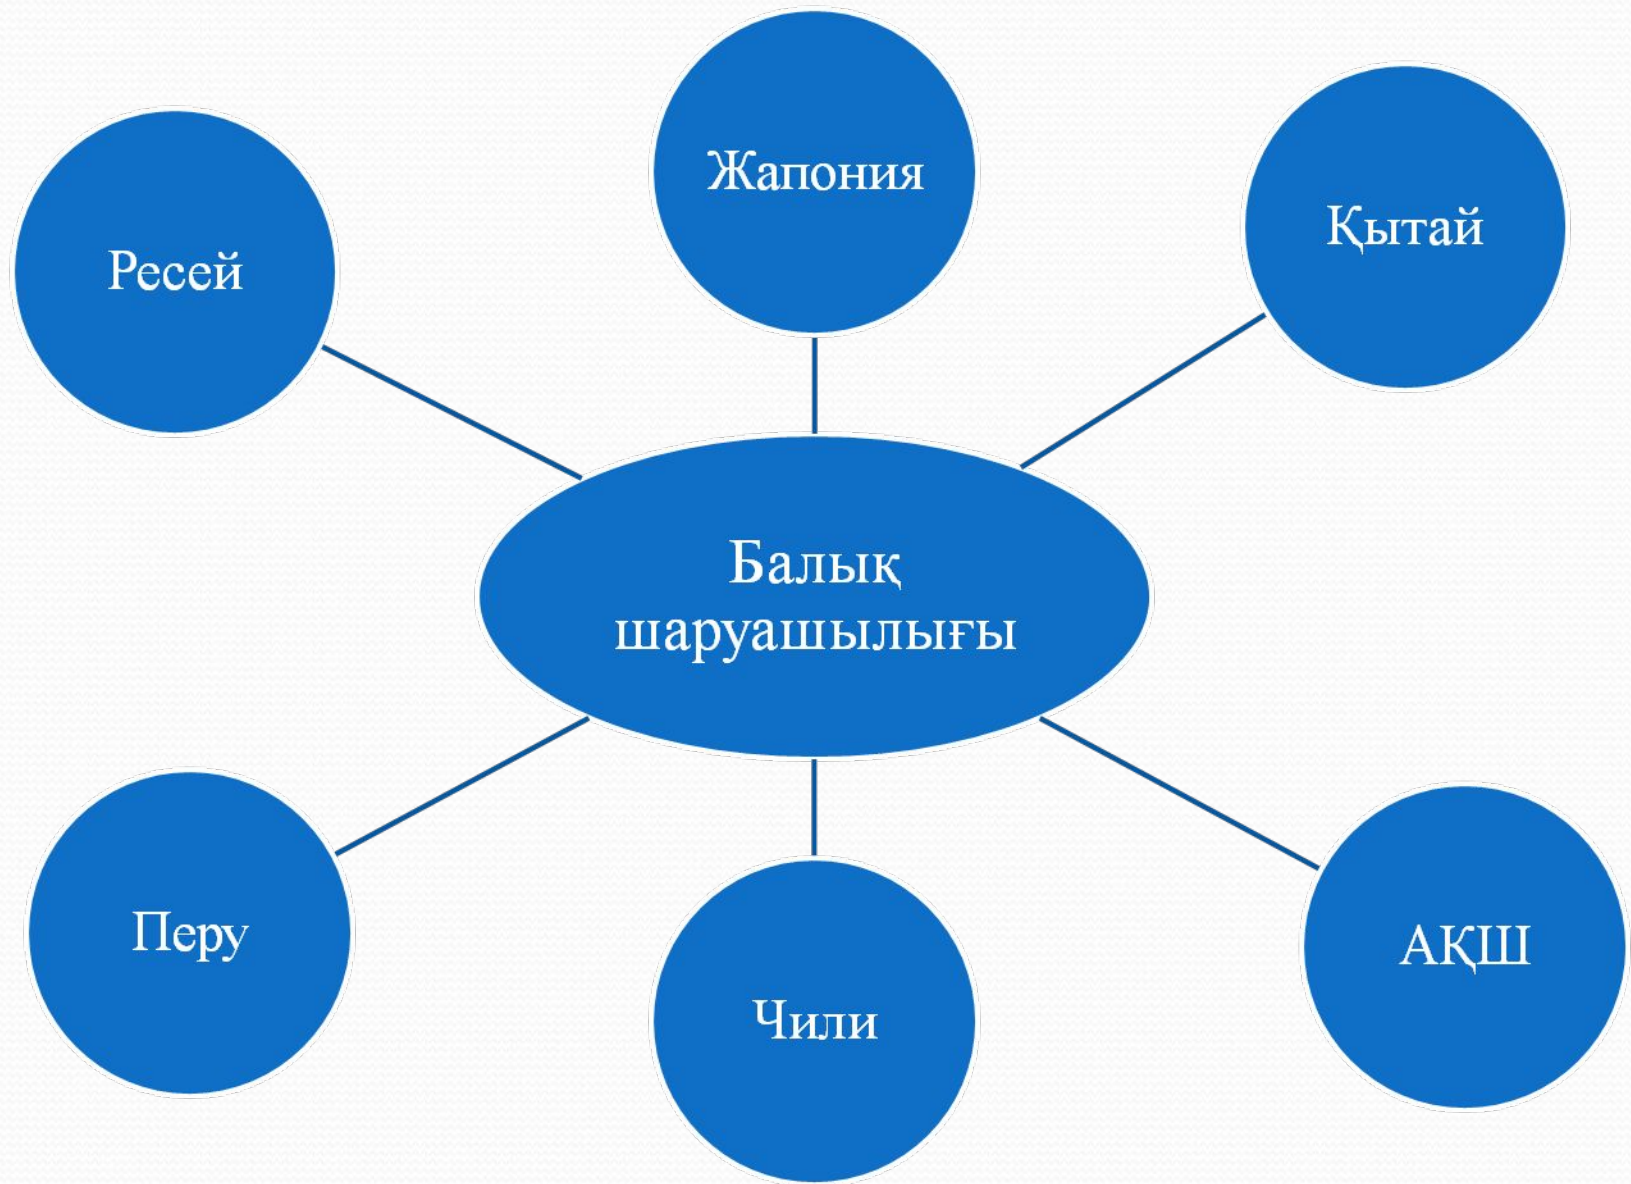 Жапония
Қытай
Ресей
Балық
шаруашылығы
Перу
Чили
АҚШ